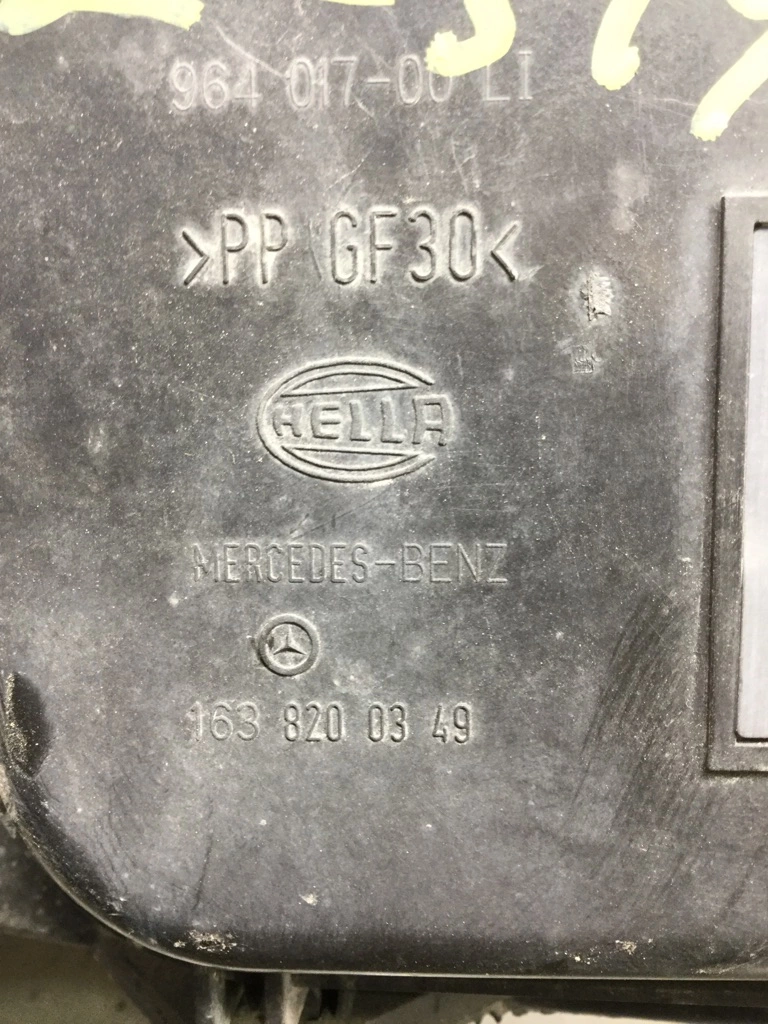 964 017-00 LI
>PP GF30<
HELLA
MERCEDES-BENZ
163 820 03 49